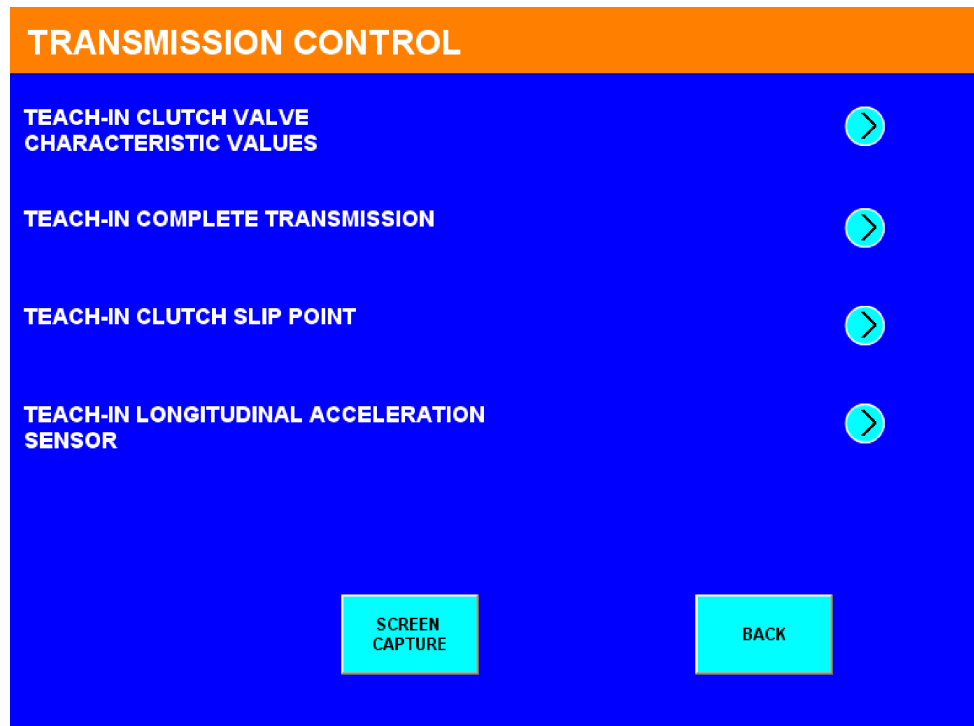 TRANSMISSION CONTROL
TEACH-IN CLUTCH VALVE
CHARACTERISTIC VALUES
TEACH-IN COMPLETE TRANSMISSION
TEACH-IN CLUTCH SLIP POINT
TEACH-IN LONGITUDINAL ACCELERATION
SENSOR
SCREEN
CAPTURE
BACK